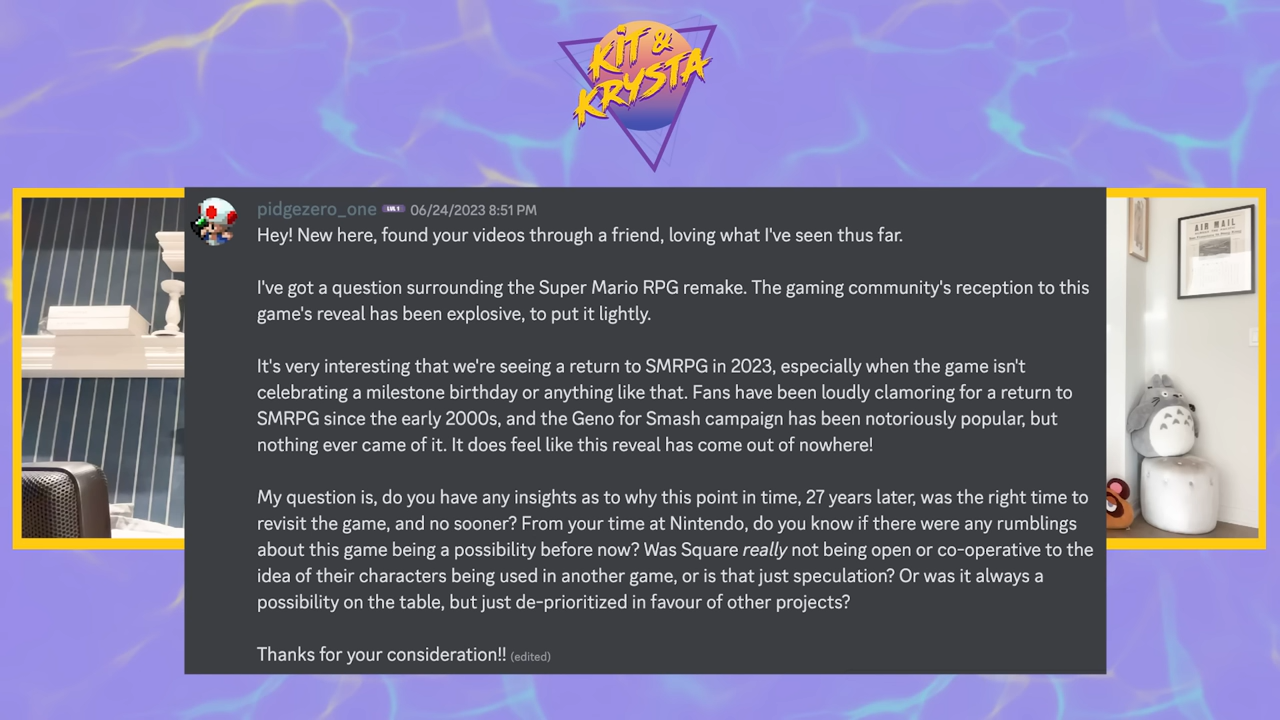 KIT &
KRYSTA
pidgezero_one LVL 1 06/24/2023 8:51 PM
Hey! New here, found your videos through a friend, loving what I've seen thus far.
I've got a question surrounding the Super Mario RPG remake. The gaming community's reception to this
game's reveal has been explosive, to put it lightly.
It's very interesting that we're seeing a return to SMRPG in 2023, especially when the game isn't
celebrating a milestone birthday or anything like that. Fans have been loudly clamoring for a return to
SMRPG since the early 2000s, and the Geno for Smash campaign has been notoriously popular, but
nothing ever came of it. It does feel like this reveal has come out of nowhere!
My question is, do you have any insights as to why this point in time, 27 years later, was the right time to
revisit the game, and no sooner? From your time at Nintendo, do you know if there were any rumblings
about this game being a possibility before now? Was Square really not being open or co-operative to the
idea of their characters being used in another game, or is that just speculation? Or was it always a
possibility on the table, but just de-prioritized in favour of other projects?
Thanks for your consideration!! (edited)
AIR MAIL